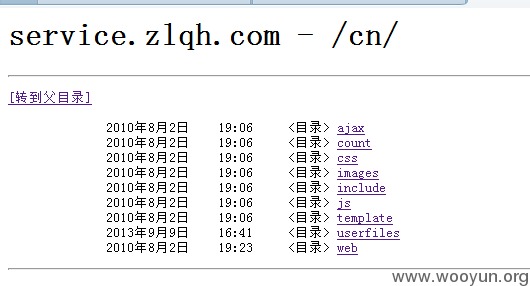 service.zlqh.com - /cn/
[转到父目录]
2010年8月2日 19:06 <目录> ajax
2010年8月2日 19:06 <目录> count
2010年8月2日 19:06 <目录> css
2010年8月2日 19:06 <目录> images
2010年8月2日 19:06 <目录> include
2010年8月2日 19:06 <目录> js
2010年8月2日 19:06 <目录> template
2013年9月9日 16:41 <目录> userfiles
2010年8月2日 19:23 <目录> web
www.wooyun.org